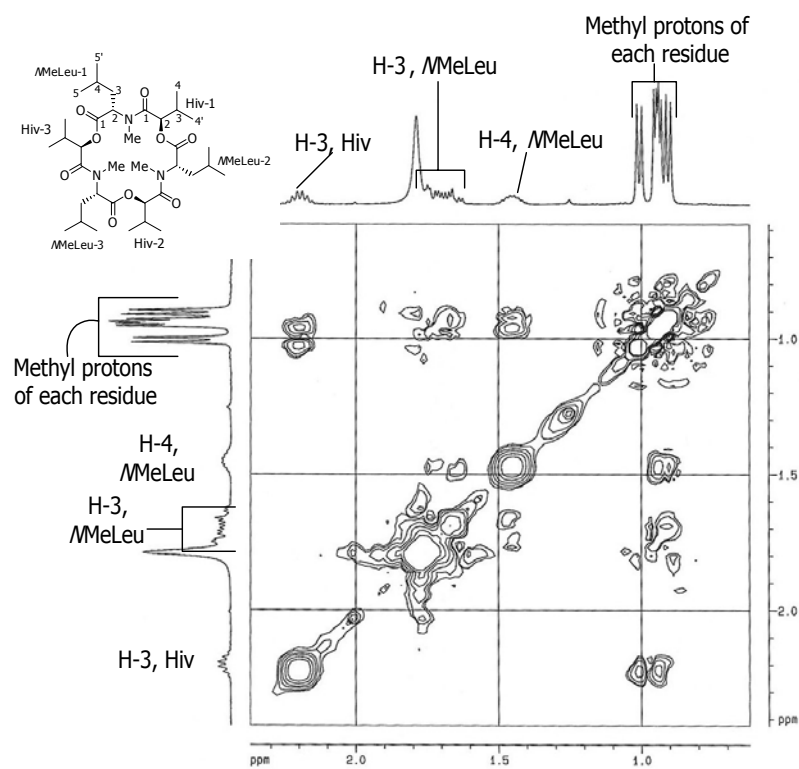 Methyl protons of
each residue
H-3, NMeLeu
H-3, Hiv
H-4, NMeLeu
5'
NMeLeu-1
5
4
3
1
2
N
Me
O
O
1
2
3
4
4'
Hiv-1
Hiv-3
O
O
O
Me
N
Me
N
NMeLeu-2
O
O
O
O
O
NMeLeu-3
Hiv-2
Methyl protons
of each residue
H-4,
NMeLeu
H-3,
NMeLeu
H-3, Hiv
1.0
1.5
2.0
ppm
ppm
2.0
1.5
1.0